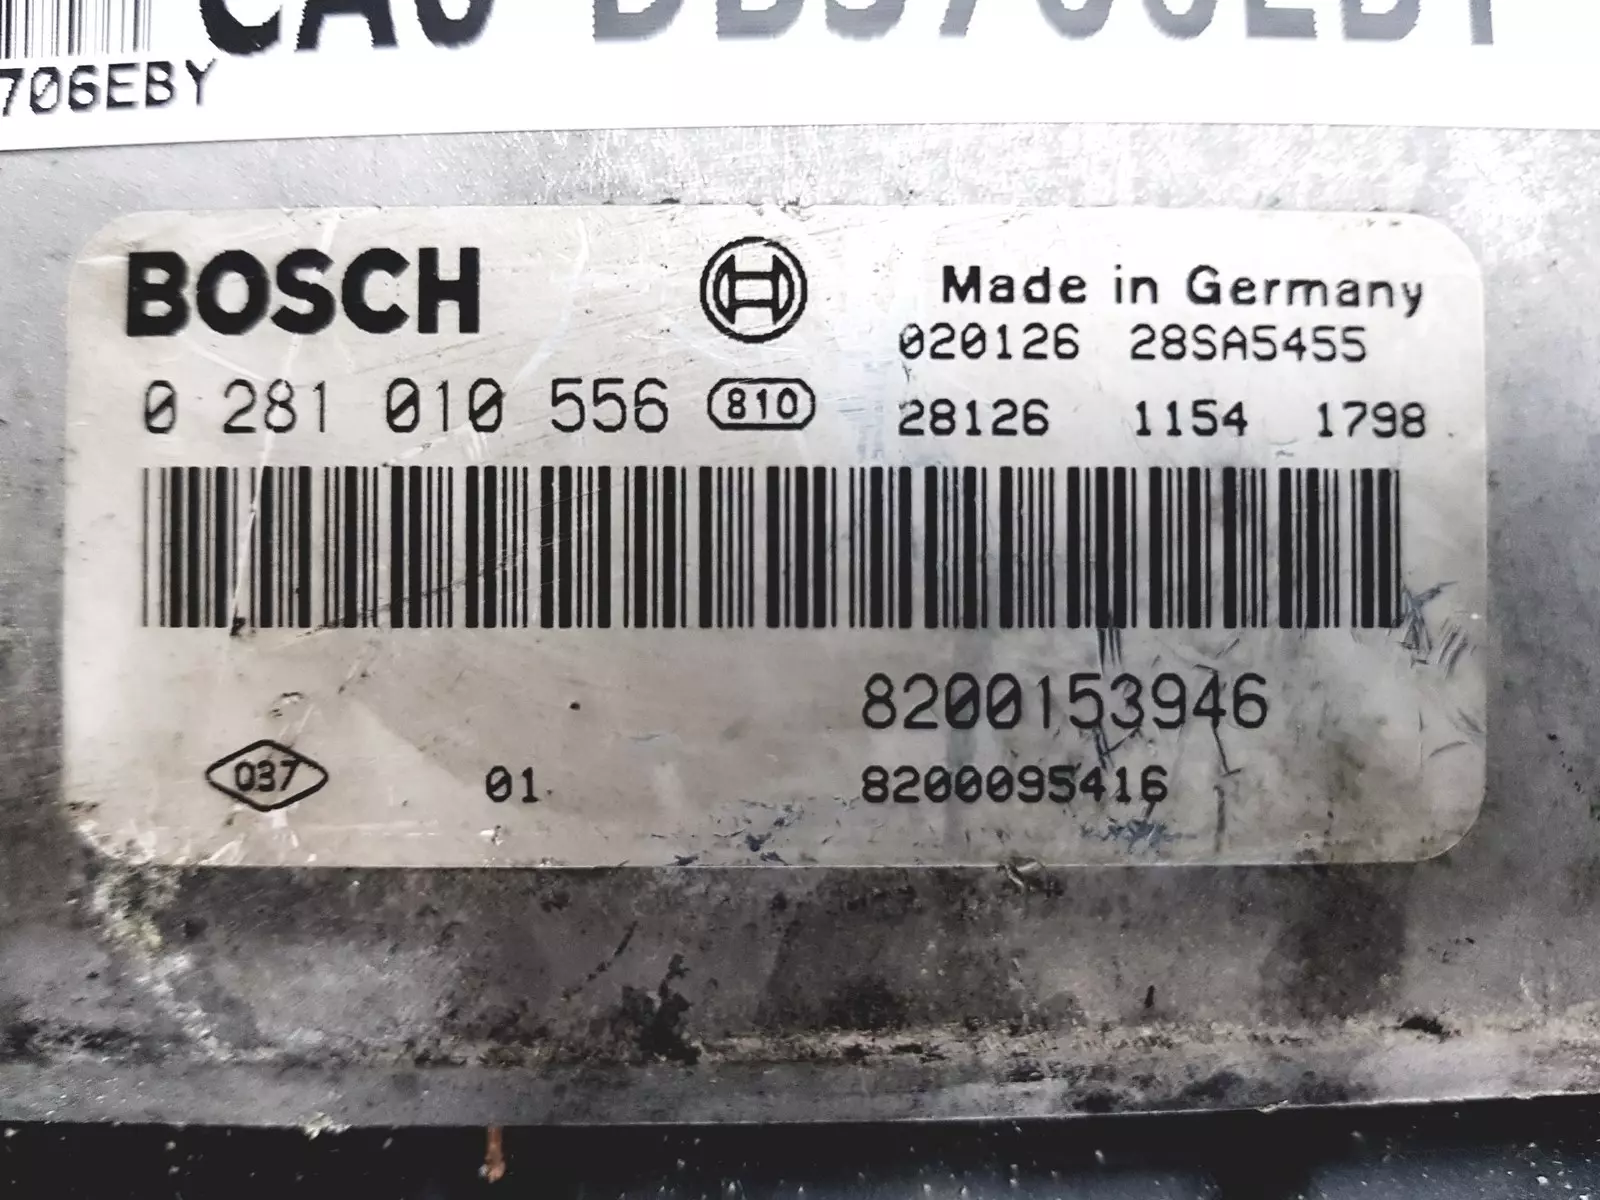 706EBY
BOSCH
Made in Germany
020126 28SA5455
0 281 010 556 810
28126 1154 1798
8200153946
037 01 8200095416